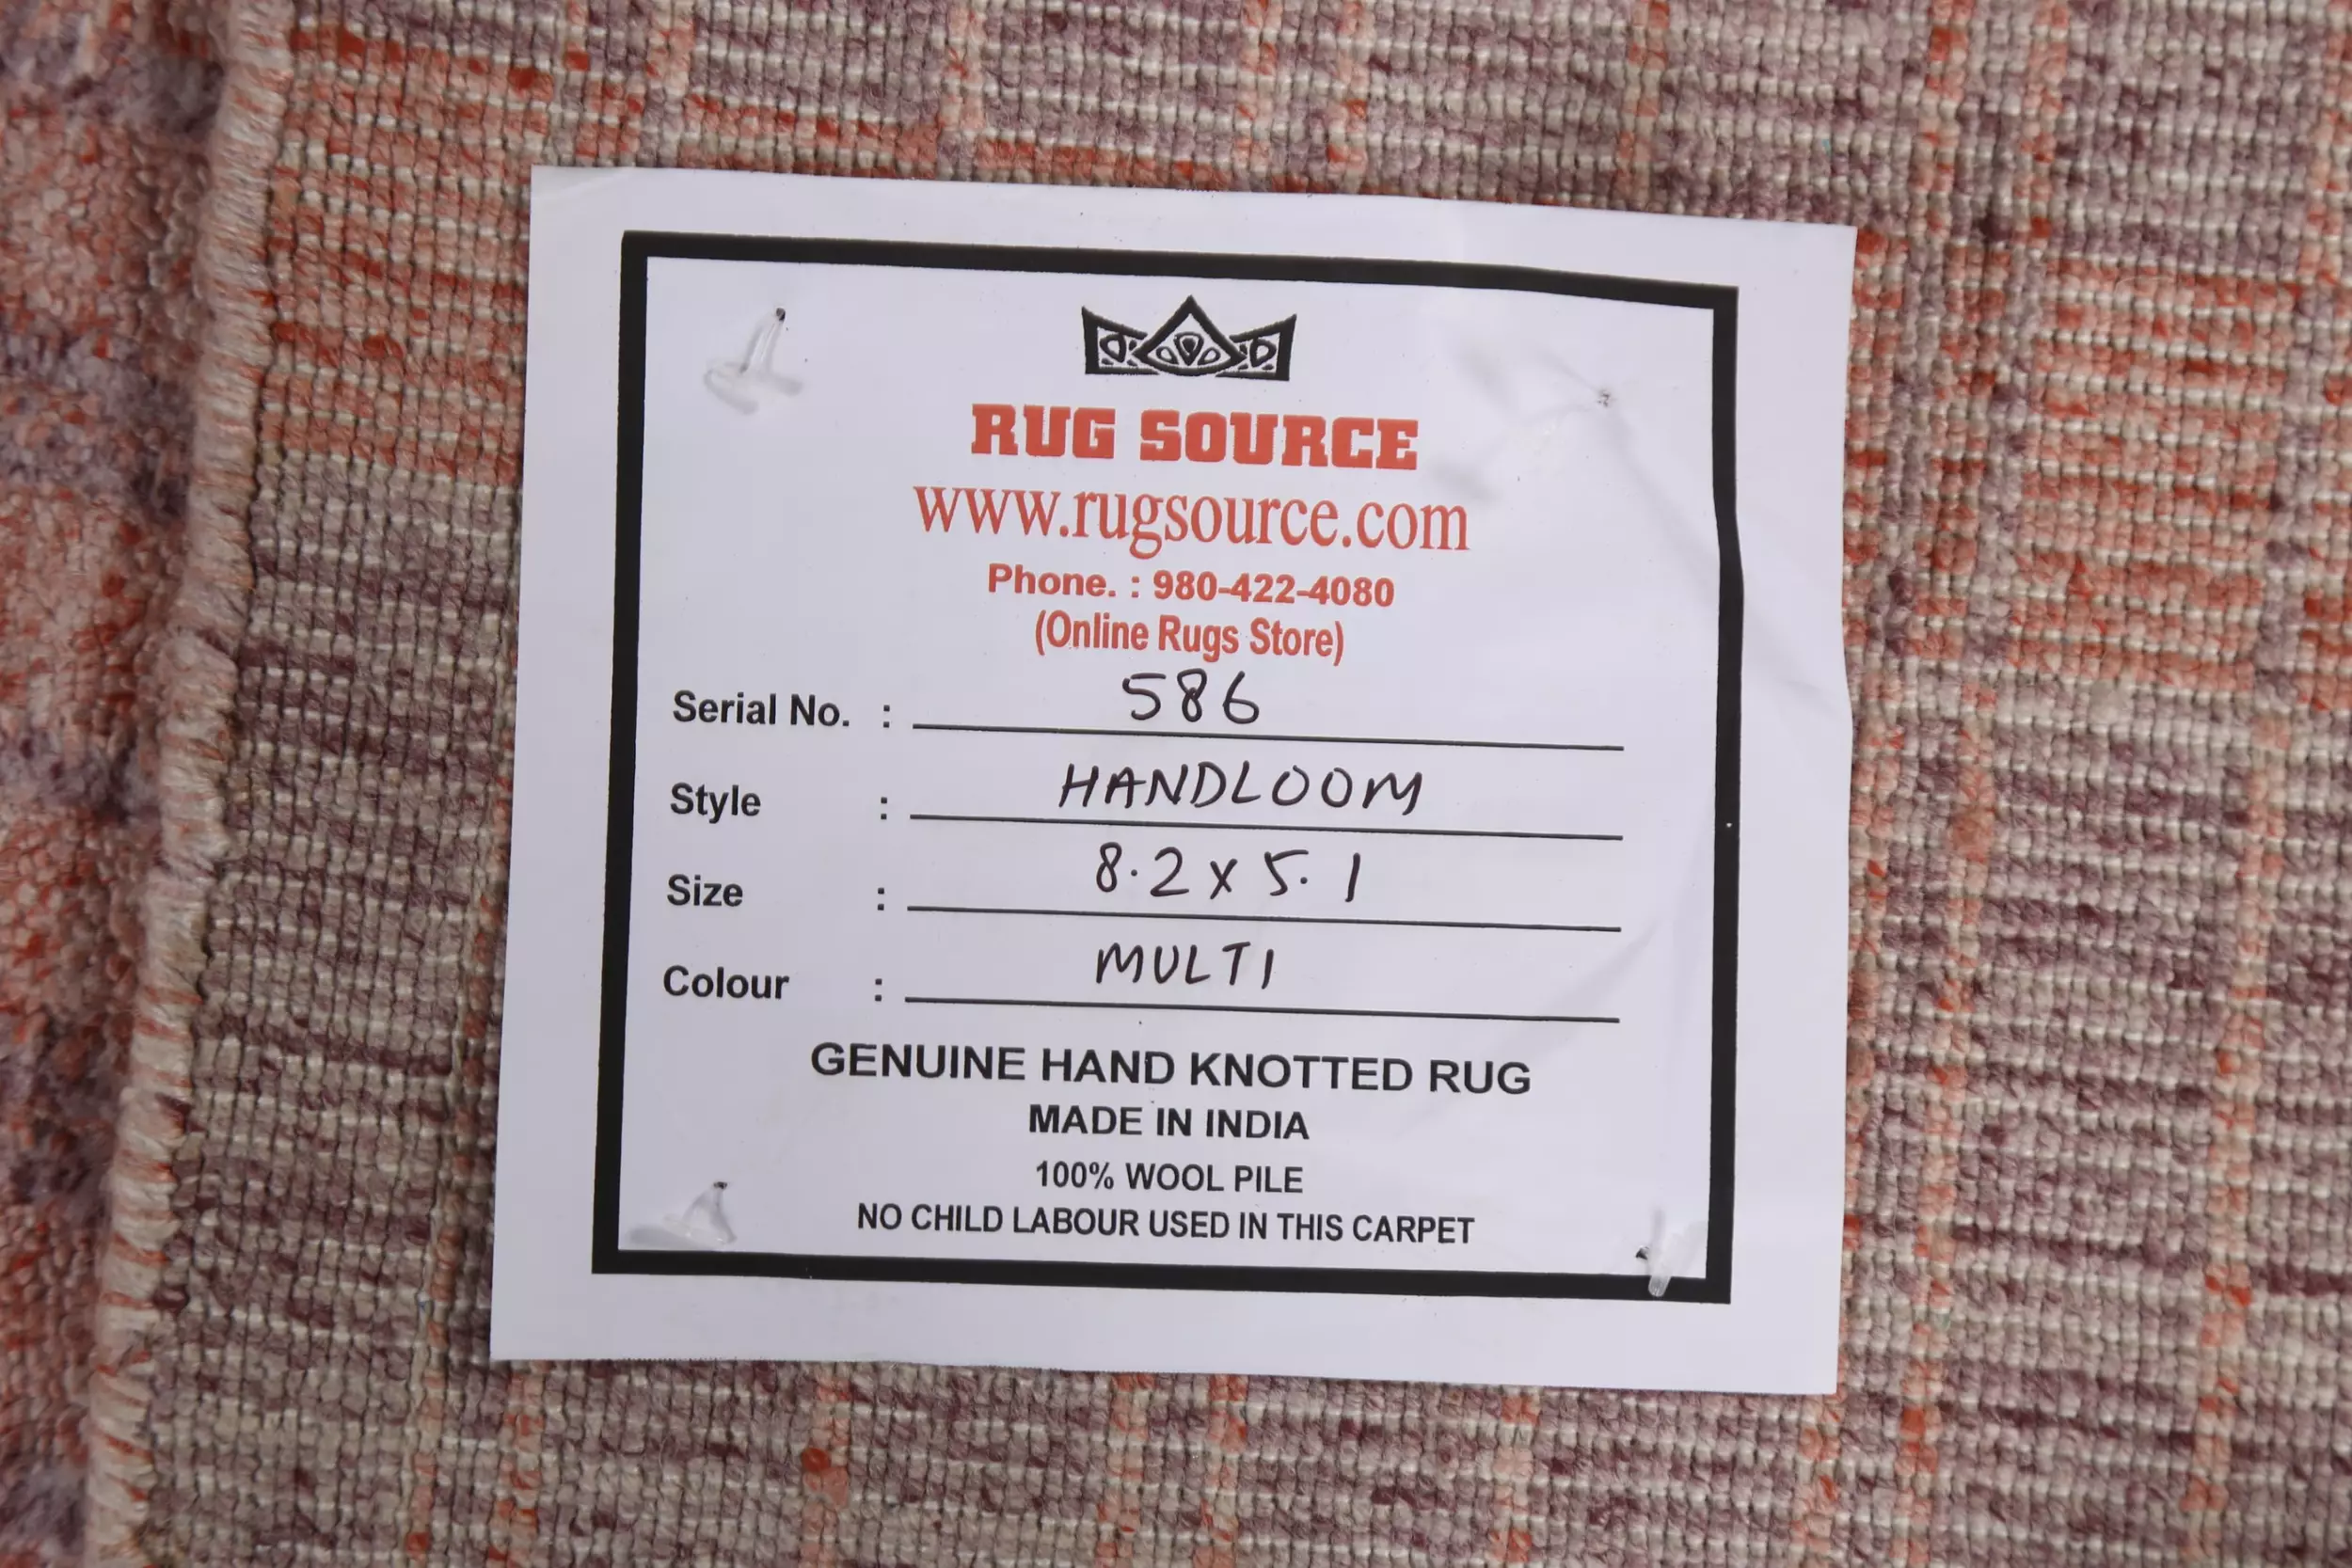 RUG SOURCE
www.rugsource.com
Phone. : 980-422-4080
(Online Rugs Store)
Serial No. : 586
Style : HANDLOOM
Size : 8.2 x 5.1
Colour : MULTI
GENUINE HAND KNOTTED RUG
MADE IN INDIA
100% WOOL PILE
NO CHILD LABOUR USED IN THIS CARPET